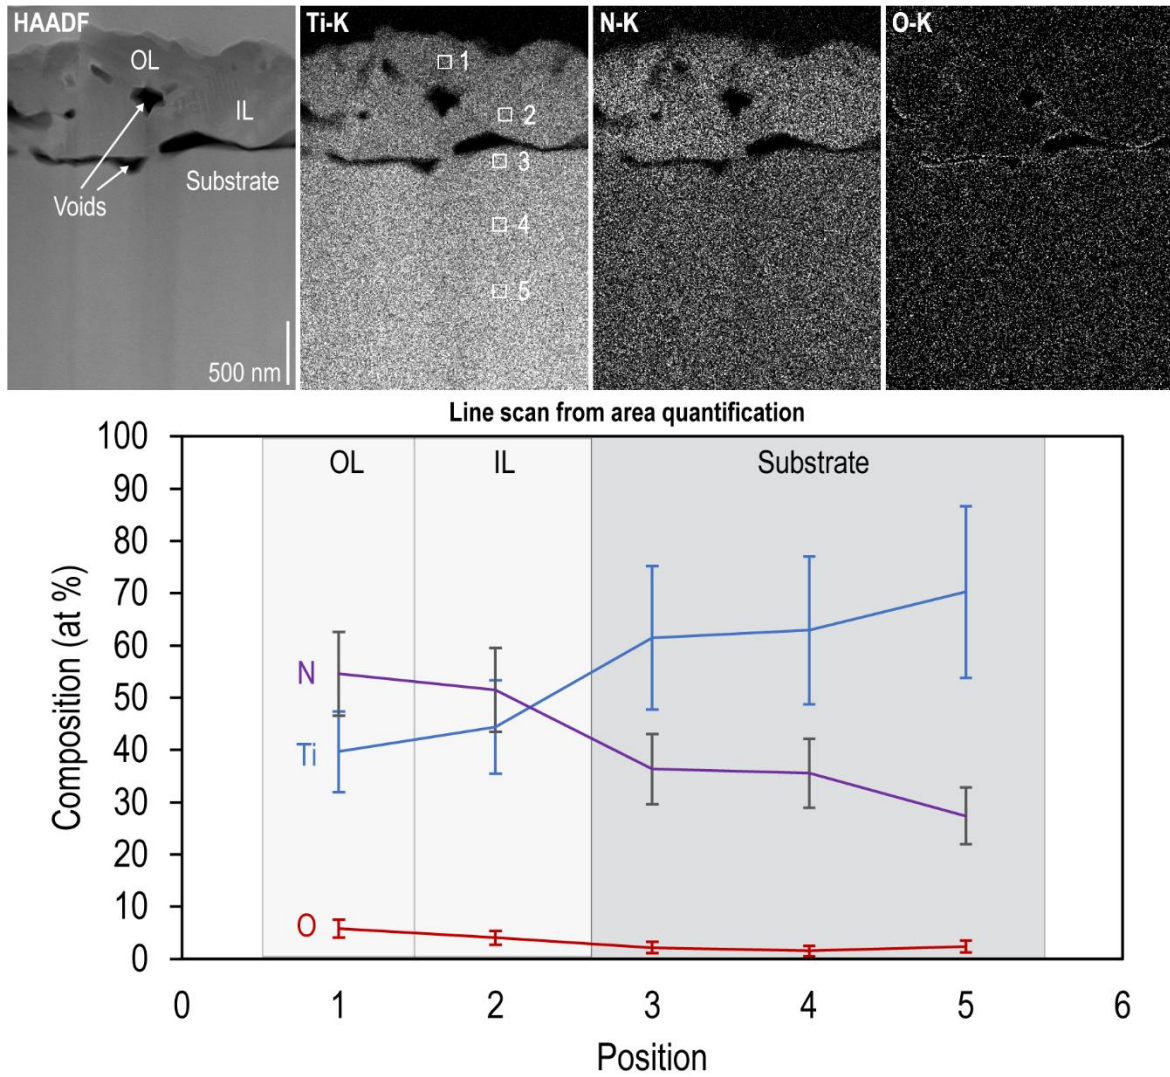 HAADF
Ti-K
N-K
O-K
OL
1
IL
2
3
Substrate
Voids
4
5
500 nm
Line scan from area quantification
100
90
80
70
60
50
40
30
20
10
0
Composition (at %)
OL
IL
Substrate
N
Ti
O
0
1
2
3
4
5
6
Position